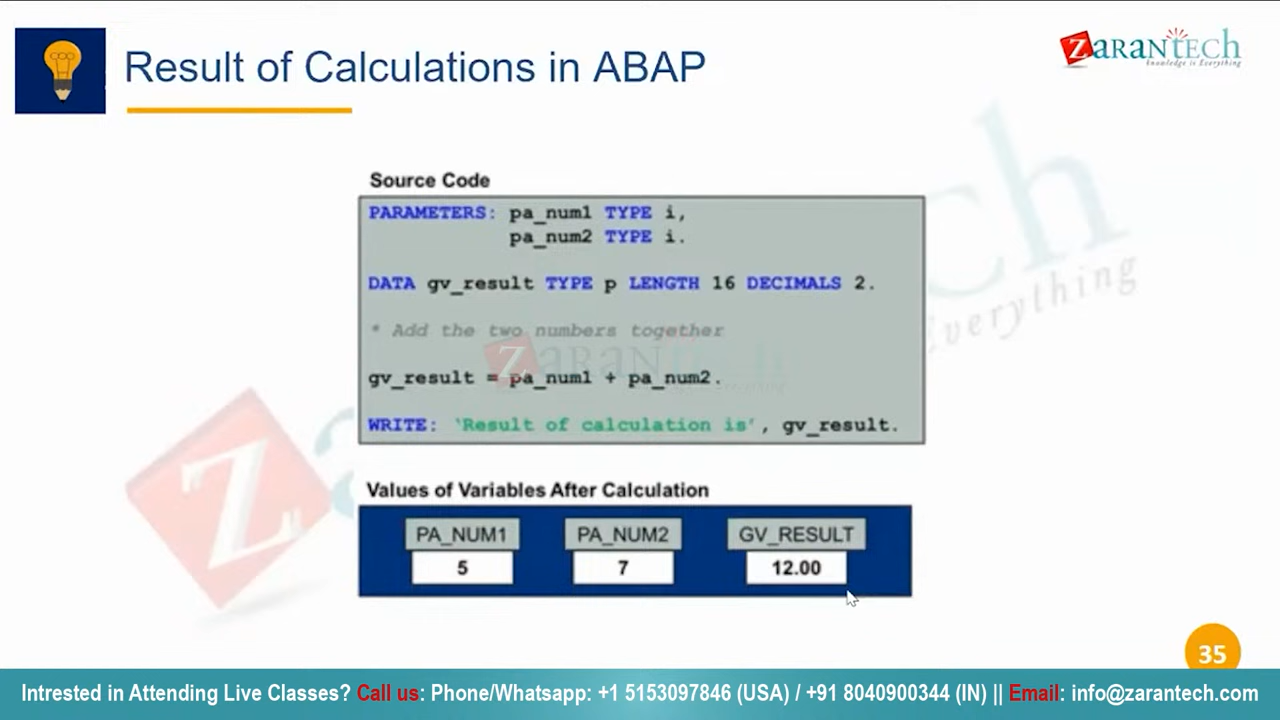 Result of Calculations in ABAP
ZARANTECH
knowledge is Everything
Source Code
PARAMETERS: pa_num1 TYPE i,
pa_num2 TYPE i.
DATA gv_result TYPE p LENGTH 16 DECIMALS 2.
* Add the two numbers together
gv_result = pa_num1 + pa_num2.
WRITE: 'Result of calculation is', gv_result.
Values of Variables After Calculation
PA_NUM1 PA_NUM2 GV_RESULT
5 7 12.00
35
Intrested in Attending Live Classes? Call us: Phone/Whatsapp: +1 5153097846 (USA) / +91 8040900344 (IN) || Email: info@zarantech.com